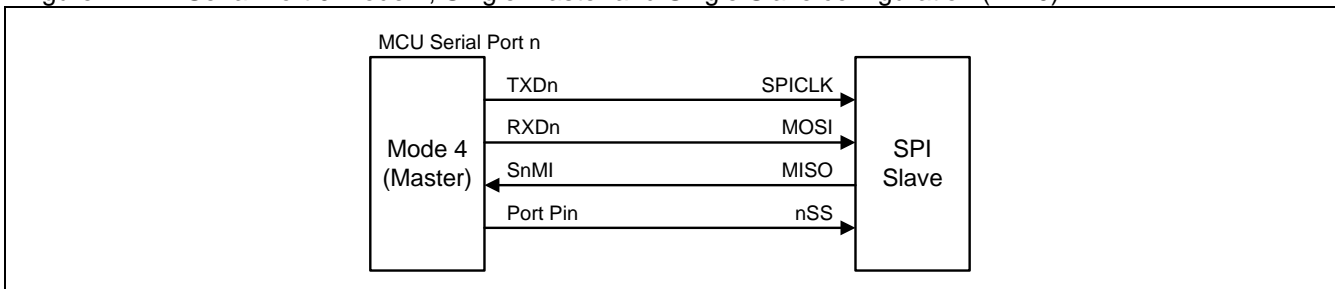 MCU Serial Port n
TXDn SPICLK
RXDn MOSI
Mode 4
(Master)
SPI
Slave
SnMI MISO
Port Pin nSS